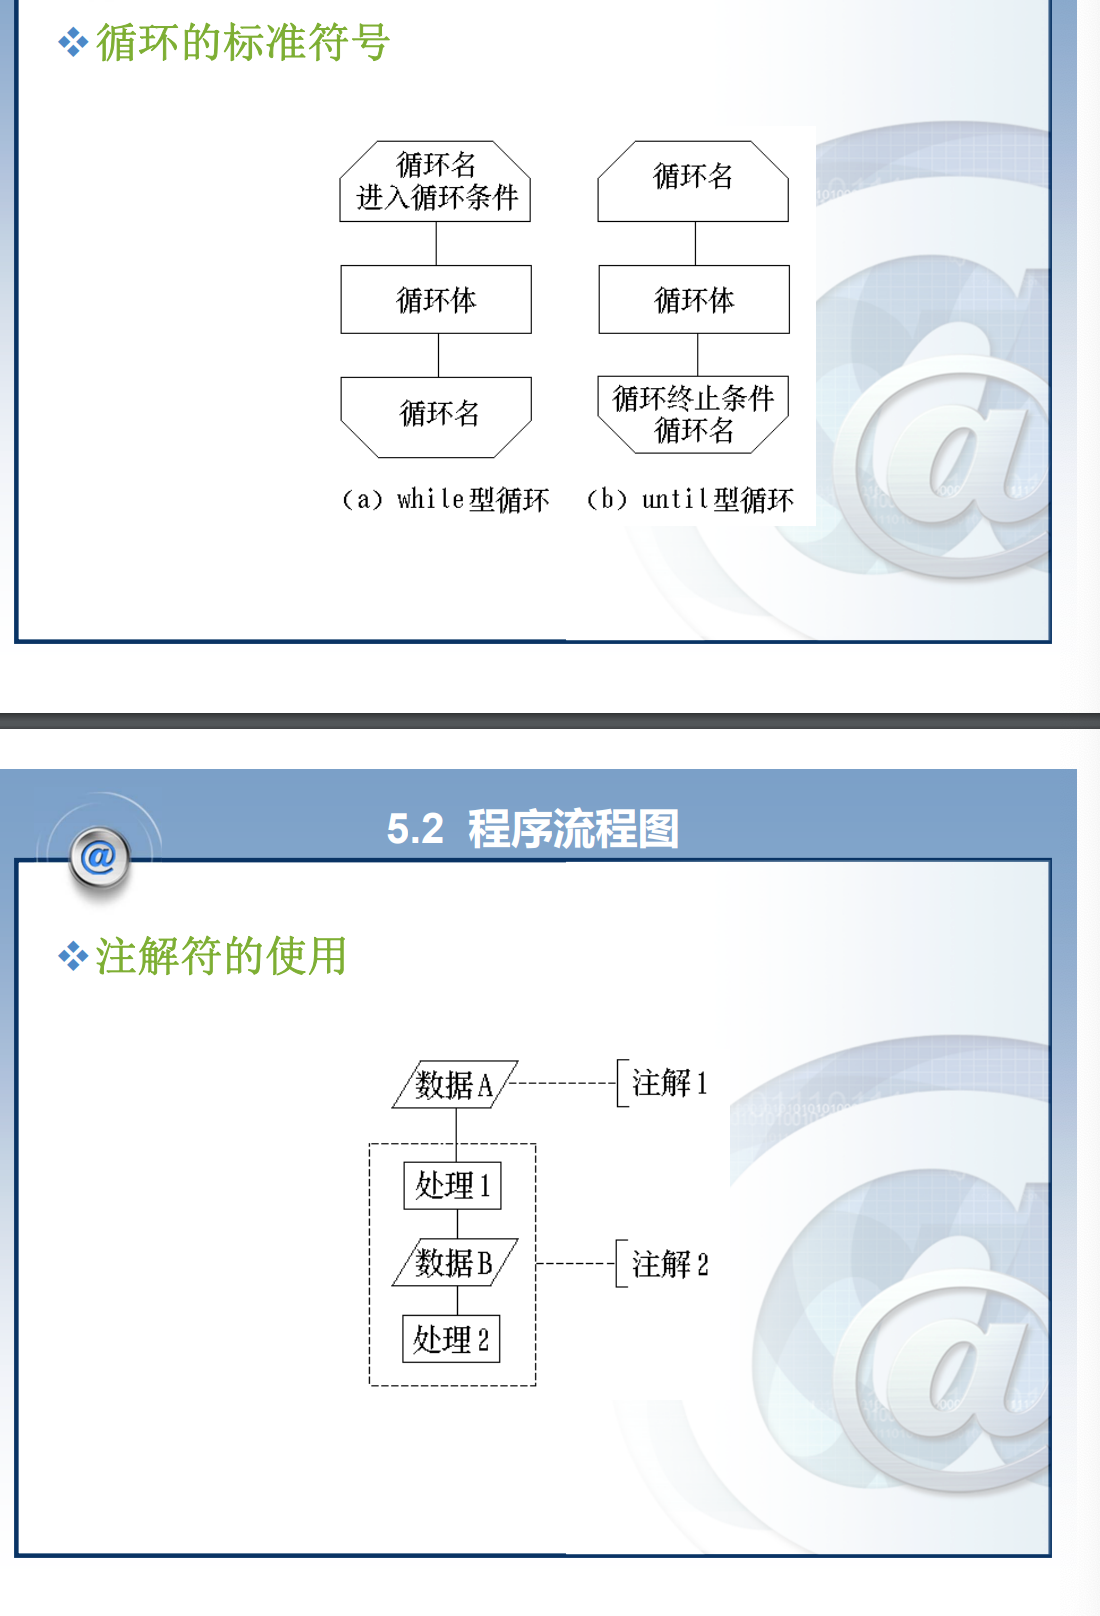 循环的标准符号
循环名
进入循环条件
循环体
循环名
(a) while型循环
循环名
循环体
循环终止条件
循环名
(b) until型循环
5.2 程序流程图
@
注解符的使用
数据A
注解1
处理1
数据B
注解2
处理2